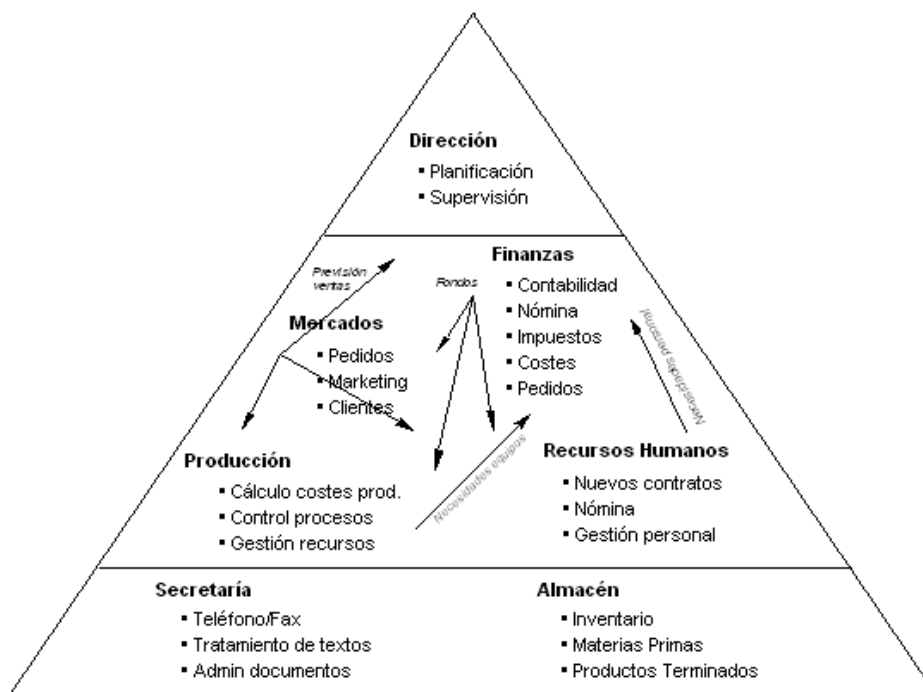 Dirección
▪ Planificación
▪ Supervisión
Previsión
ventas
Fondos
Finanzas
▪ Contabilidad
▪ Nómina
▪ Impuestos
▪ Costes
▪ Pedidos
Mercados
▪ Pedidos
▪ Marketing
▪ Clientes
Necesidades personal
Producción
▪ Cálculo costes prod.
▪ Control procesos
▪ Gestión recursos
Necesidades equipos
Recursos Humanos
▪ Nuevos contratos
▪ Nómina
▪ Gestión personal
Secretaría
▪ Teléfono/Fax
▪ Tratamiento de textos
▪ Admin documentos
Almacén
▪ Inventario
▪ Materias Primas
▪ Productos Terminados